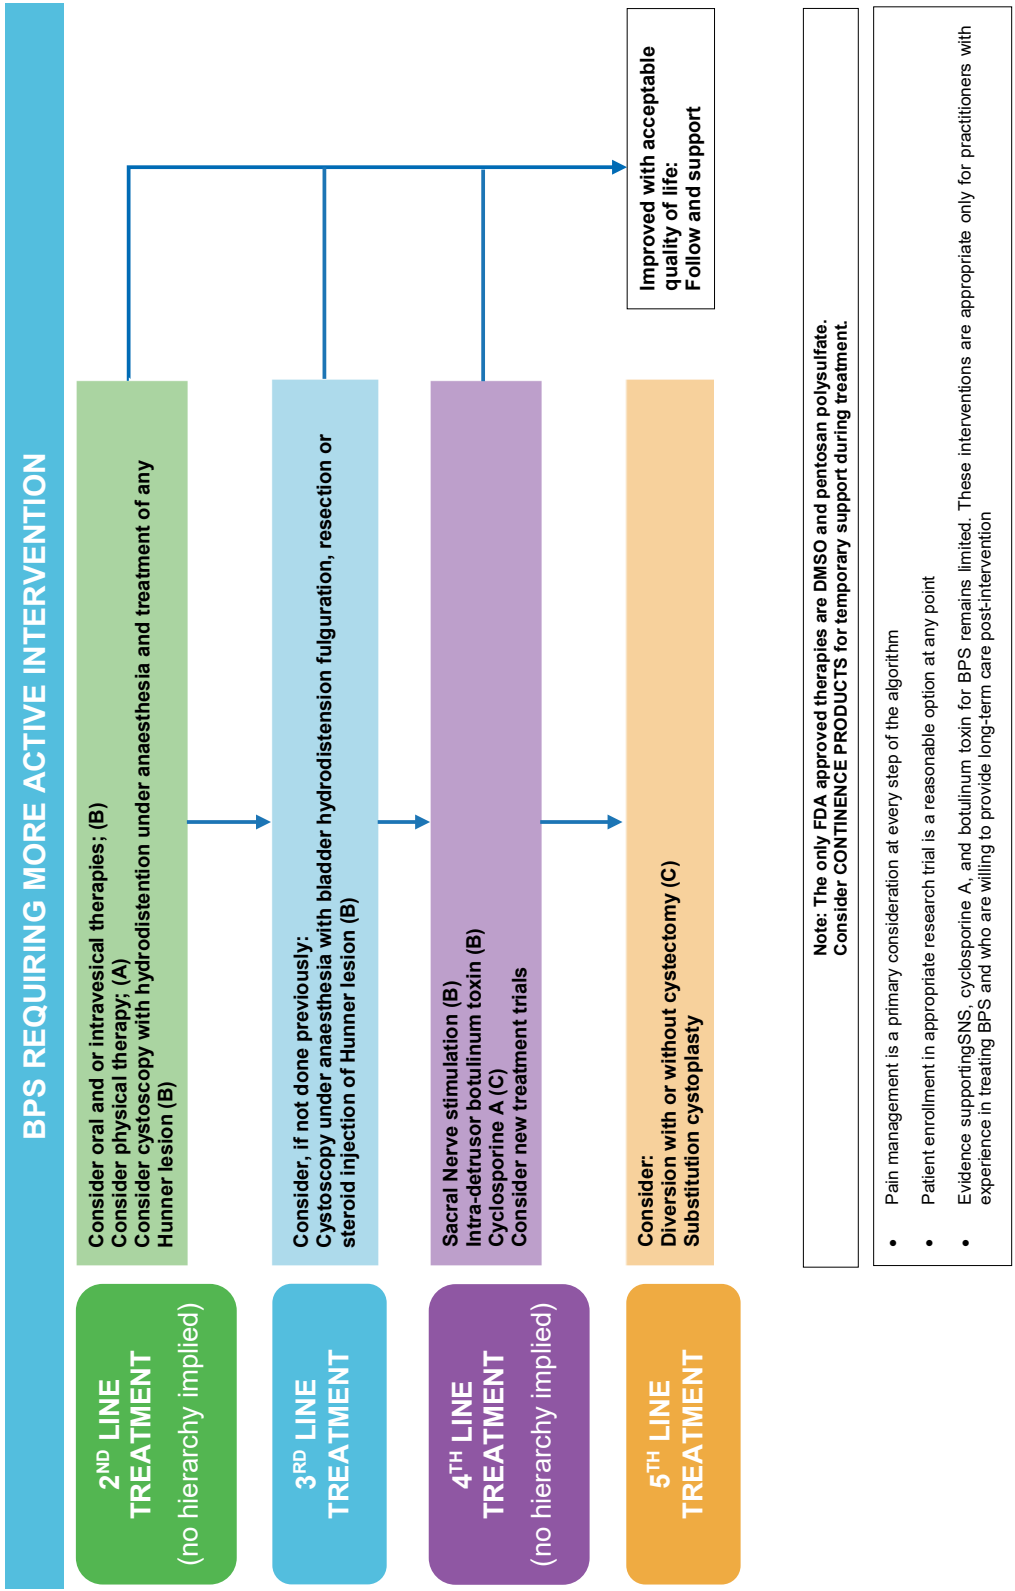 BPS REQUIRING MORE ACTIVE INTERVENTION
2ND LINE
TREATMENT
(no hierarchy implied)
Consider oral and or intravesical therapies; (B)
Consider physical therapy; (A)
Consider cystoscopy with hydrodistention under anaesthesia and treatment of any
Hunner lesion (B)
3RD LINE
TREATMENT
Consider, if not done previously:
Cystoscopy under anaesthesia with bladder hydrodistension fulguration, resection or
steroid injection of Hunner lesion (B)
4TH LINE
TREATMENT
(no hierarchy implied)
Sacral Nerve stimulation (B)
Intra-detrusor botulinum toxin (B)
Cyclosporine A (C)
Consider new treatment trials
5TH LINE
TREATMENT
Consider:
Diversion with or without cystectomy (C)
Substitution cystoplasty
Improved with acceptable
quality of life:
Follow and support
Note: The only FDA approved therapies are DMSO and pentosan polysulfate.
Consider CONTINENCE PRODUCTS for temporary support during treatment.
• Pain management is a primary consideration at every step of the algorithm
• Patient enrollment in appropriate research trial is a reasonable option at any point
• Evidence supportingSNS, cyclosporine A, and botulinum toxin for BPS remains limited. These interventions are appropriate only for practitioners with
experience in treating BPS and who are willing to provide long-term care post-intervention